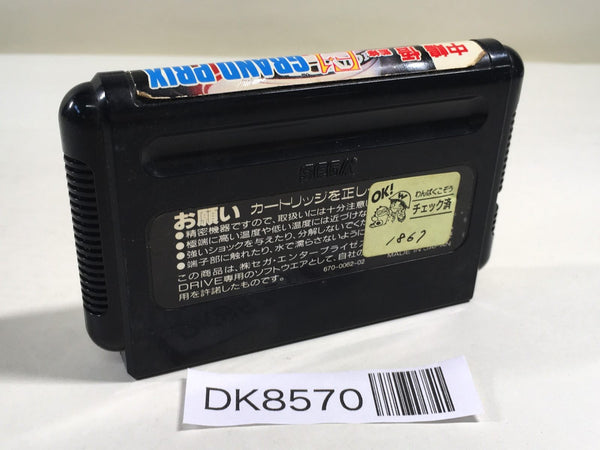 中嶋 悟 監修 F1 GRAND PRIX
SEGA
お願い カートリッジを正し
●精密機器ですので、取扱いには十分注意
●極端に高い温度や低い温度には近づけな
●強いショックを与えたり、分解しないでくだ
●端子部に触れたり、水で濡らさないように
この商品は、(株)セガ・エンタープライゼ
DRIVE専用のソフトウエアとして、自社の
用を許諾したものです。
670-0062-02
MADE IN JAPAN
OK!
わんぱくこぞう
チェック済
1867
DK8570